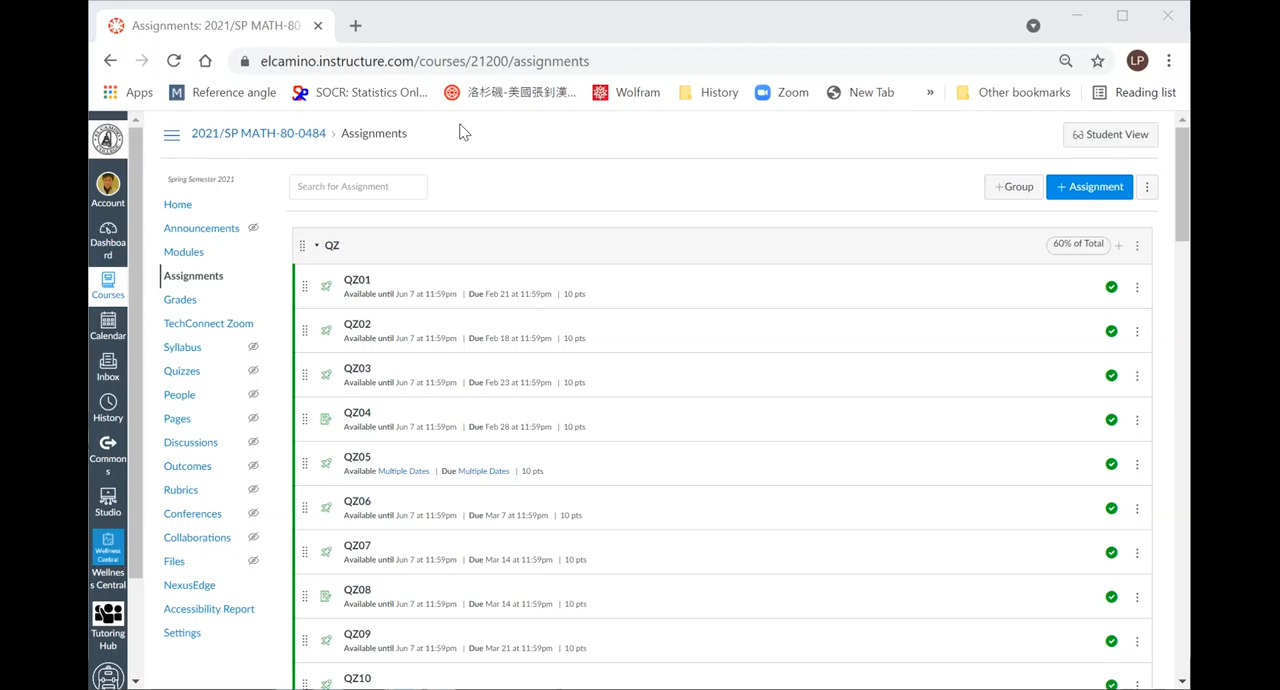 Assignments: 2021/SP MATH-80
elcamino.instructure.com/courses/21200/assignments
LP
Apps
Reference angle
SOCR: Statistics Onl...
洛杉磯-美國張釗漢...
Wolfram
History
Zoom
New Tab
»
Other bookmarks
Reading list
2021/SP MATH-80-0484 › Assignments
Student View
Account
Dashboa
rd
Courses
Calendar
Inbox
History
Common
s
Studio
Wellness
Central
Wellnes
s Central
Tutoring
Hub
Spring Semester 2021
Home
Announcements
Modules
Assignments
Grades
TechConnect Zoom
Syllabus
Quizzes
People
Pages
Discussions
Outcomes
Rubrics
Conferences
Collaborations
Files
NexusEdge
Accessibility Report
Settings
Search for Assignment
+Group
+ Assignment
QZ
60% of Total
+
QZ01
Available until Jun 7 at 11:59pm | Due Feb 21 at 11:59pm | 10 pts
QZ02
Available until Jun 7 at 11:59pm | Due Feb 18 at 11:59pm | 10 pts
QZ03
Available until Jun 7 at 11:59pm | Due Feb 23 at 11:59pm | 10 pts
QZ04
Available until Jun 7 at 11:59pm | Due Feb 28 at 11:59pm | 10 pts
QZ05
Available Multiple Dates | Due Multiple Dates | 10 pts
QZ06
Available until Jun 7 at 11:59pm | Due Mar 7 at 11:59pm | 10 pts
QZ07
Available until Jun 7 at 11:59pm | Due Mar 14 at 11:59pm | 10 pts
QZ08
Available until Jun 7 at 11:59pm | Due Mar 14 at 11:59pm | 10 pts
QZ09
Available until Jun 7 at 11:59pm | Due Mar 21 at 11:59pm | 10 pts
QZ10